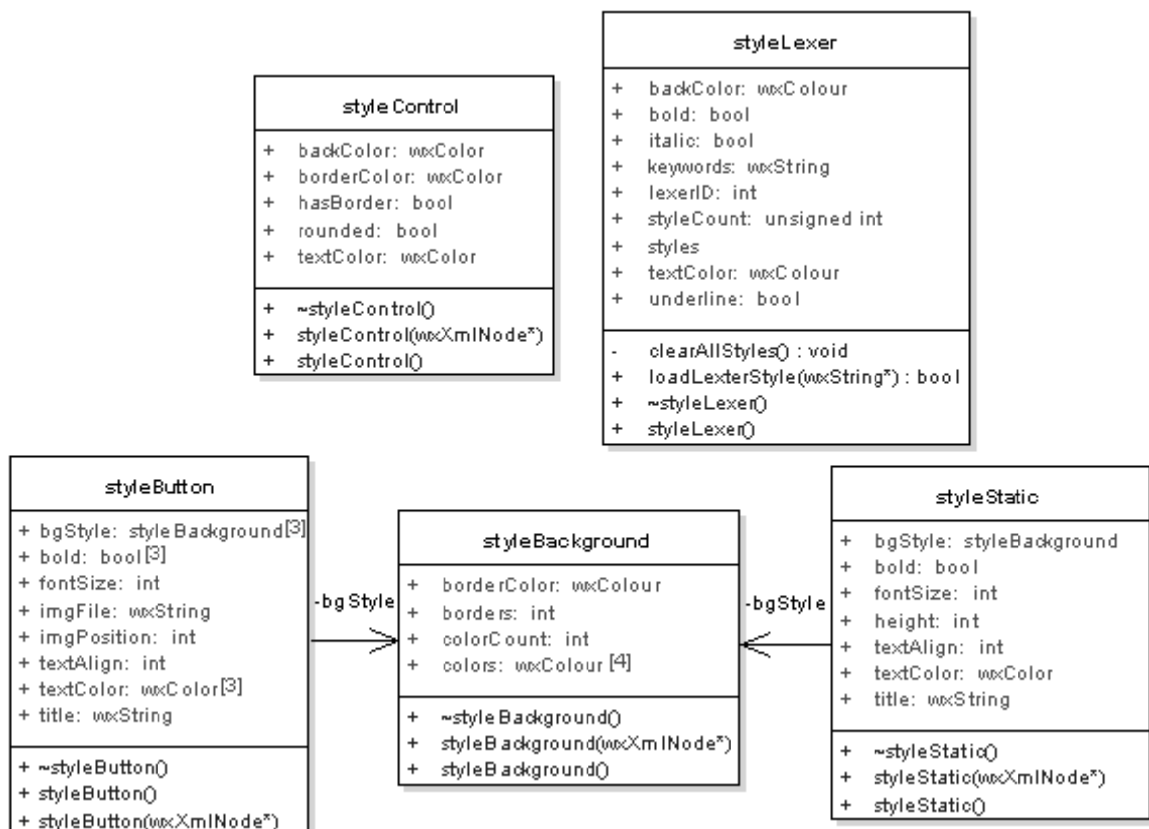 styleLexer
+ backColor: wxColour
+ bold: bool
+ italic: bool
+ keywords: wxString
+ lexerID: int
+ styleCount: unsigned int
+ styles
+ textColor: wxColour
+ underline: bool
- clearAllStyles() : void
+ loadLexterStyle(wxString*) : bool
+ ~styleLexer()
+ styleLexer()
styleControl
+ backColor: wxColor
+ borderColor: wxColor
+ hasBorder: bool
+ rounded: bool
+ textColor: wxColor
+ ~styleControl()
+ styleControl(wxXmlNode*)
+ styleControl()
styleButton
+ bgStyle: styleBackground[3]
+ bold: bool[3]
+ fontSize: int
+ imgFile: wxString
+ imgPosition: int
+ textAlign: int
+ textColor: wxColor[3]
+ title: wxString
+ ~styleButton()
+ styleButton()
+ styleButton(wxXmlNode*)
-bgStyle
styleBackground
+ borderColor: wxColour
+ borders: int
+ colorCount: int
+ colors: wxColour [4]
+ ~styleBackground()
+ styleBackground(wxXmlNode*)
+ styleBackground()
-bgStyle
styleStatic
+ bgStyle: styleBackground
+ bold: bool
+ fontSize: int
+ height: int
+ textAlign: int
+ textColor: wxColor
+ title: wxString
+ ~styleStatic()
+ styleStatic(wxXmlNode*)
+ styleStatic()